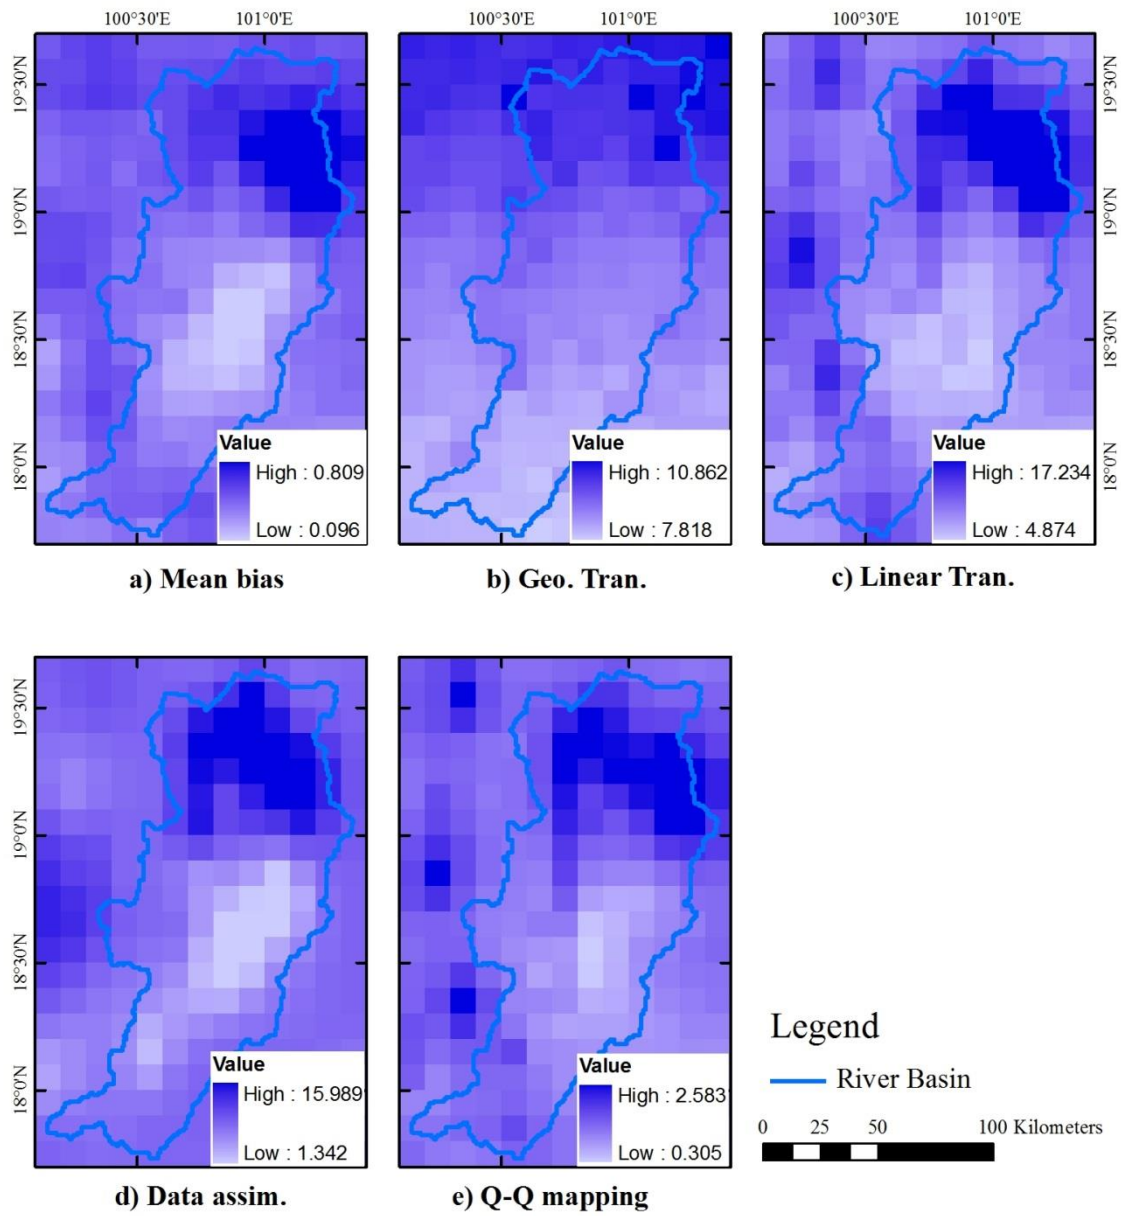 100°30'E 101°0'E 100°30'E 101°0'E 100°30'E 101°0'E
19°30'N 19°30'N
19°0'N 19°0'N
18°30'N 18°30'N
18°0'N 18°0'N
Value Value Value
High : 0.809 High : 10.862 High : 17.234
Low : 0.096 Low : 7.818 Low : 4.874
a) Mean bias b) Geo. Tran. c) Linear Tran.
19°30'N
19°0'N
18°30'N
18°0'N
Value Value
High : 15.989 High : 2.583
Low : 1.342 Low : 0.305
d) Data assim. e) Q-Q mapping
Legend
River Basin
0 25 50 100 Kilometers